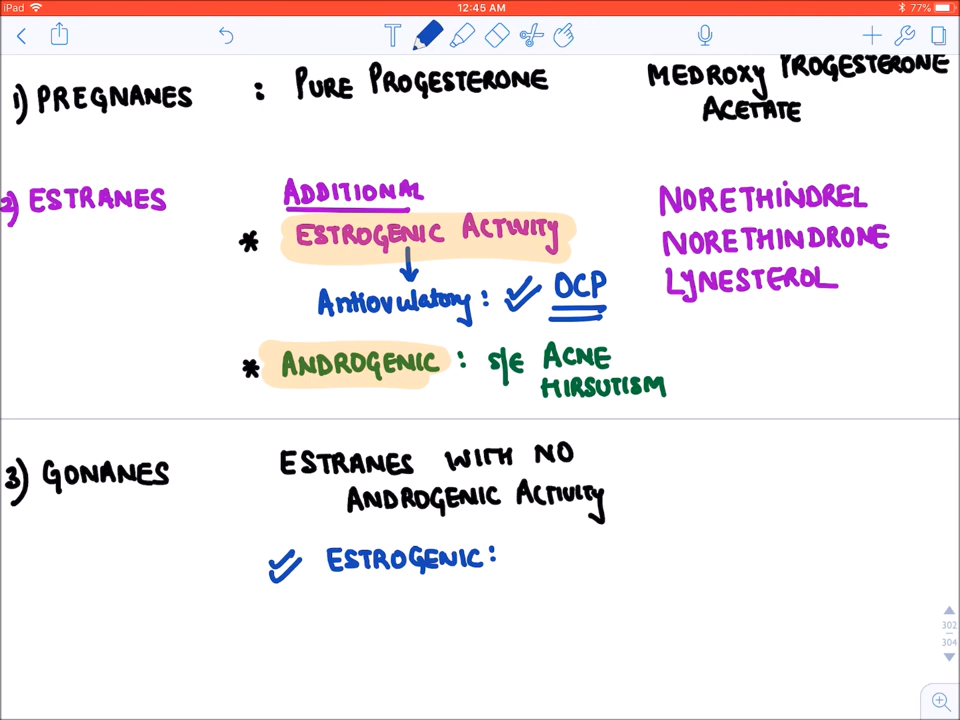 iPad 12:45 AM 77%
T
1) PREGNANES : PURE PROGESTERONE MEDROXY PROGESTERONE
ACETATE
2) ESTRANES ADDITIONAL NORETHINDREL
* ESTROGENIC ACTIVITY NORETHINDRONE
Antiovulatory : OCP LYNESTEROL
* ANDROGENIC : s/E ACNE
HIRSUTISM
3) GONANES ESTRANES WITH NO
ANDROGENIC ACTIVITY
ESTROGENIC :
302
304